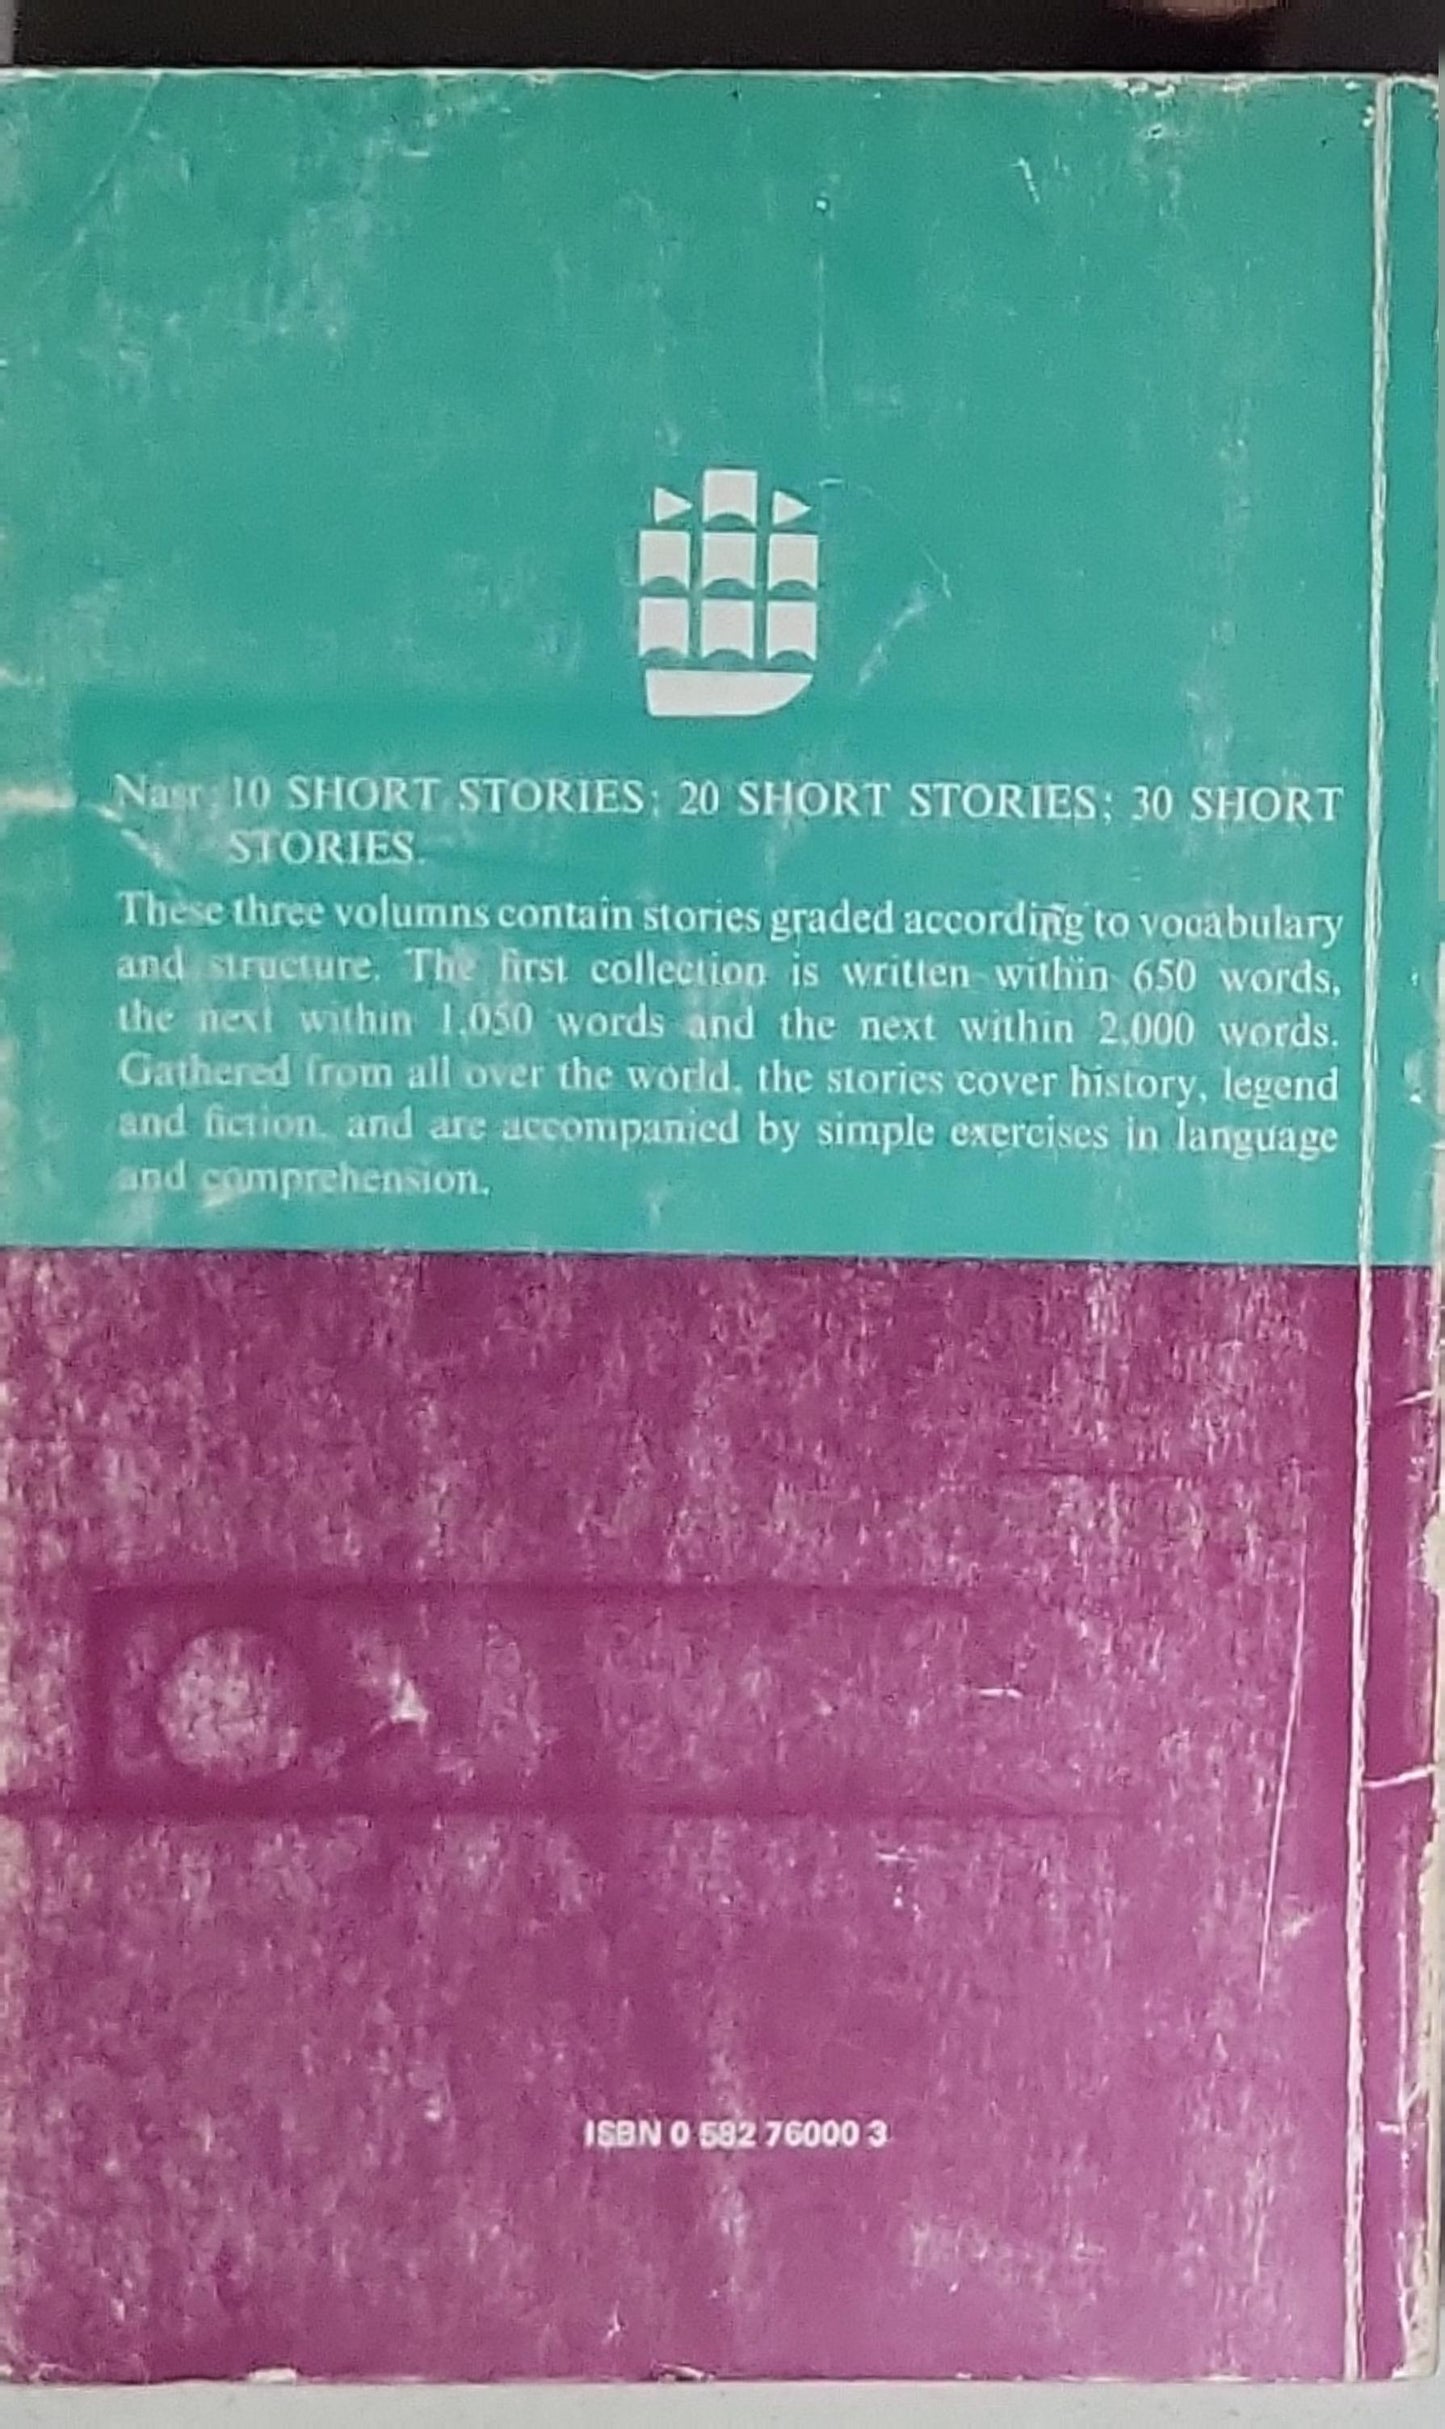 Nasr: 10 SHORT STORIES; 20 SHORT STORIES; 30 SHORT
STORIES.
These three volumns contain stories graded according to vocabulary
and structure. The first collection is written within 650 words,
the next within 1,050 words and the next within 2,000 words.
Gathered from all over the world, the stories cover history, legend
and fiction, and are accompanied by simple exercises in language
and comprehension.
ISBN 0 582 76000 3